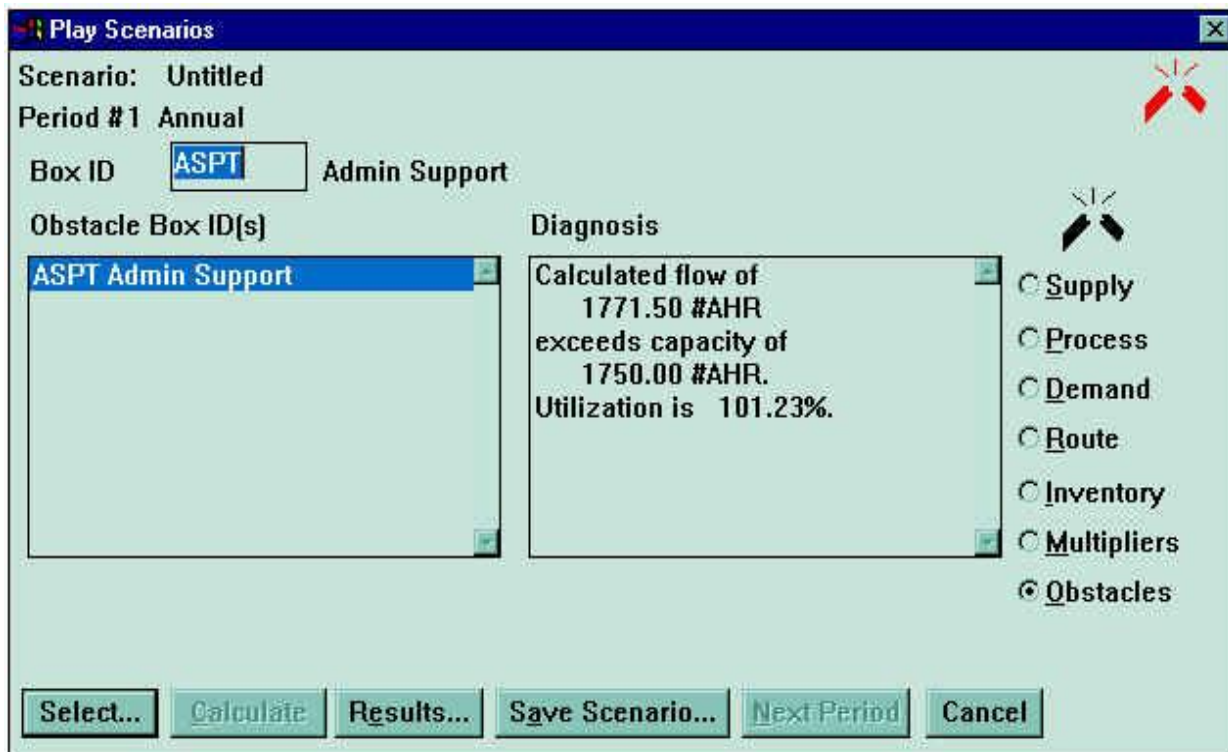 Play Scenarios
Scenario: Untitled
Period #1 Annual
Box ID ASPT Admin Support
Obstacle Box ID(s)
ASPT Admin Support
Diagnosis
Calculated flow of
1771.50 #AHR
exceeds capacity of
1750.00 #AHR.
Utilization is 101.23%.
Supply
Process
Demand
Route
Inventory
Multipliers
Obstacles
Select... Calculate Results... Save Scenario... Next Period Cancel